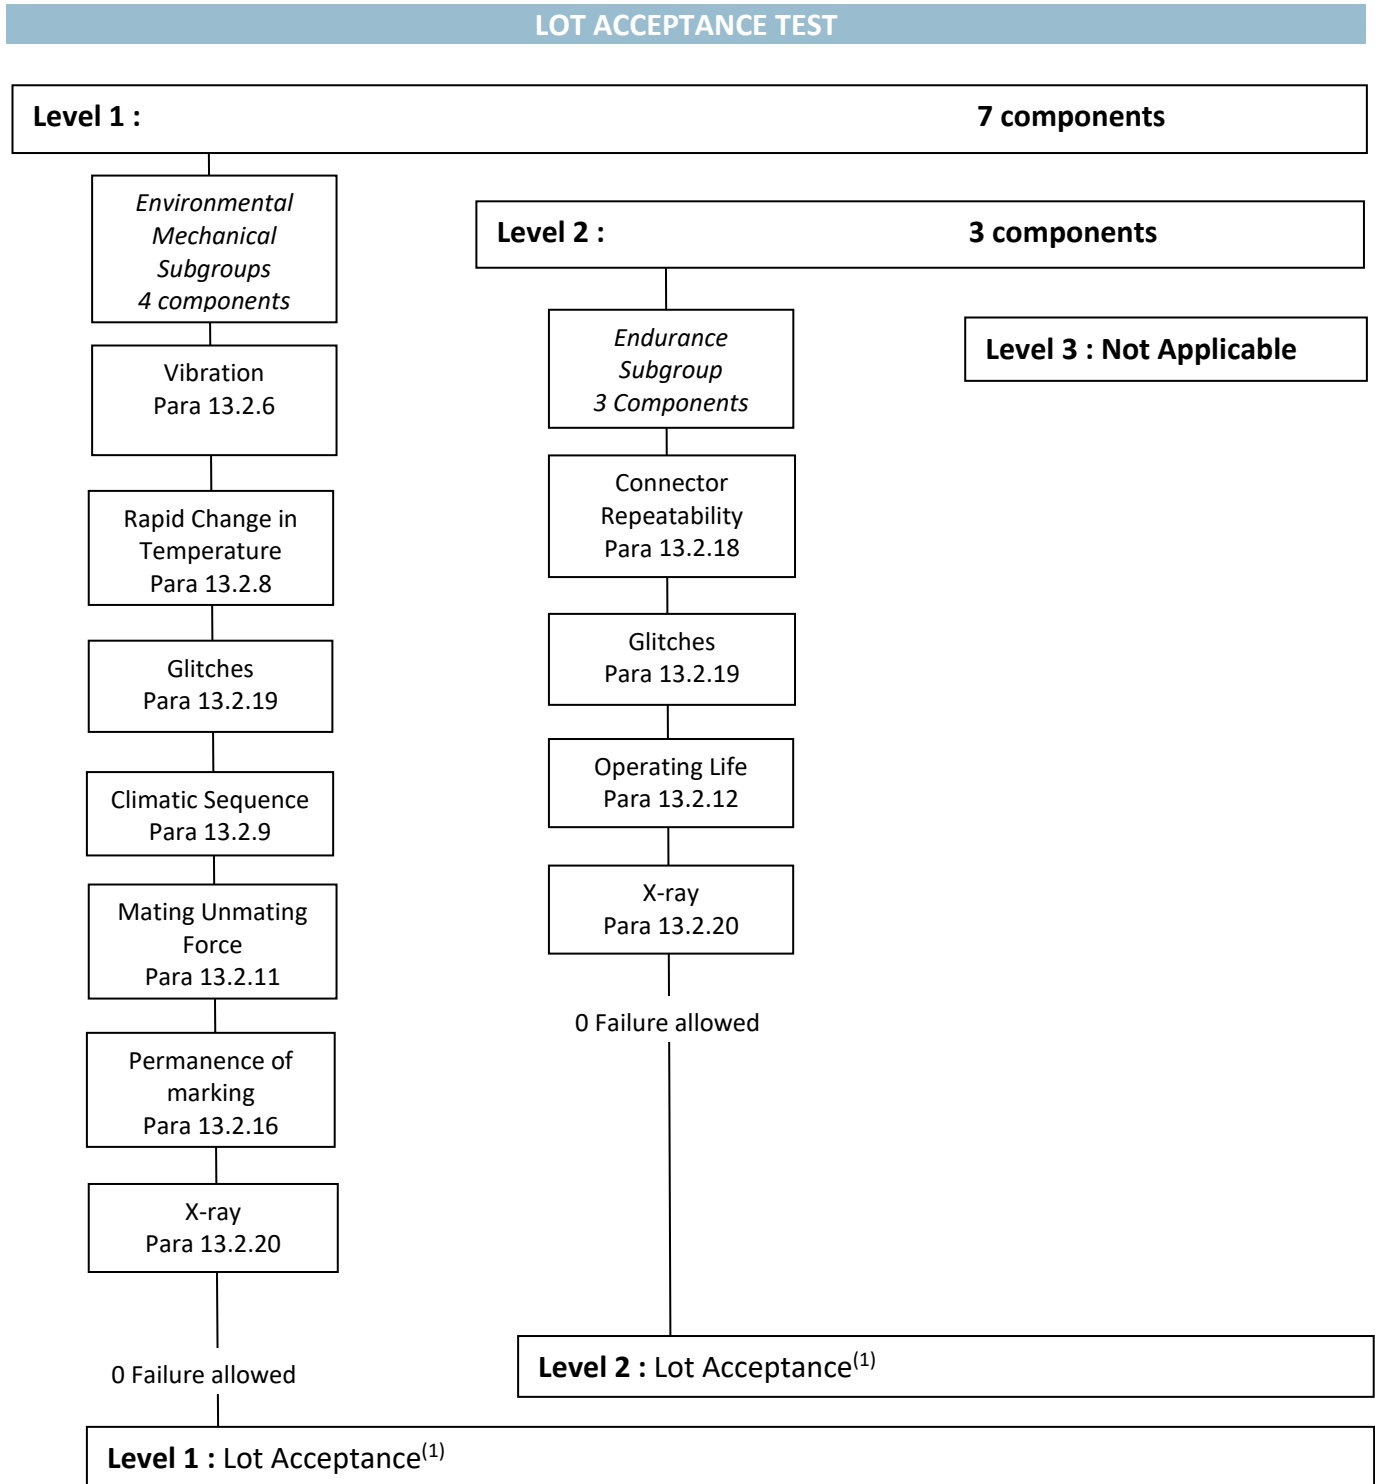 LOT ACCEPTANCE TEST
Level 1 : 7 components
Environmental
Mechanical
Subgroups
4 components
Vibration
Para 13.2.6
Rapid Change in
Temperature
Para 13.2.8
Glitches
Para 13.2.19
Climatic Sequence
Para 13.2.9
Mating Unmating
Force
Para 13.2.11
Permanence of
marking
Para 13.2.16
X-ray
Para 13.2.20
0 Failure allowed
Level 2 : 3 components
Endurance
Subgroup
3 Components
Connector
Repeatability
Para 13.2.18
Glitches
Para 13.2.19
Operating Life
Para 13.2.12
X-ray
Para 13.2.20
0 Failure allowed
Level 3 : Not Applicable
Level 2 : Lot Acceptance(1)
Level 1 : Lot Acceptance(1)